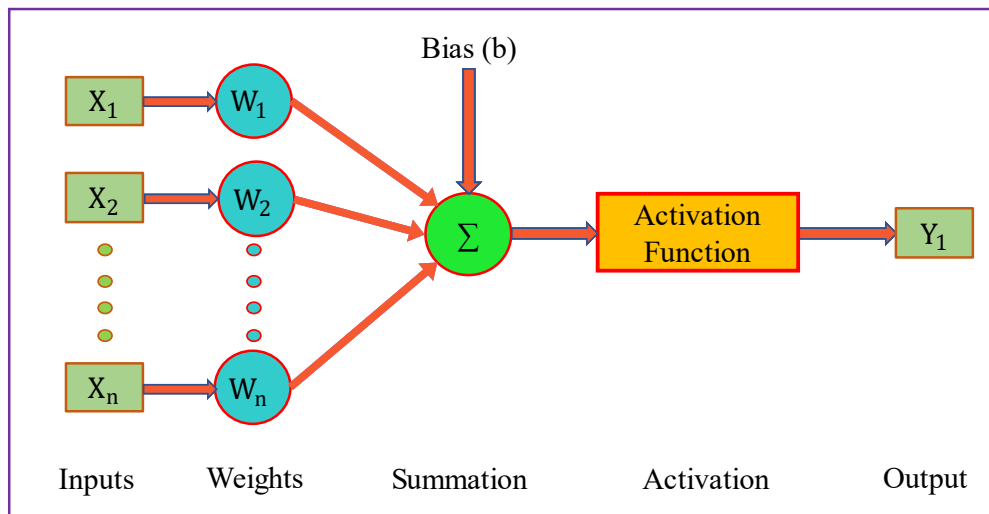 Bias (b)
X₁
W₁
X₂
W₂
∑
Activation
Function
Y₁
Xₙ
Wₙ
Inputs
Weights
Summation
Activation
Output